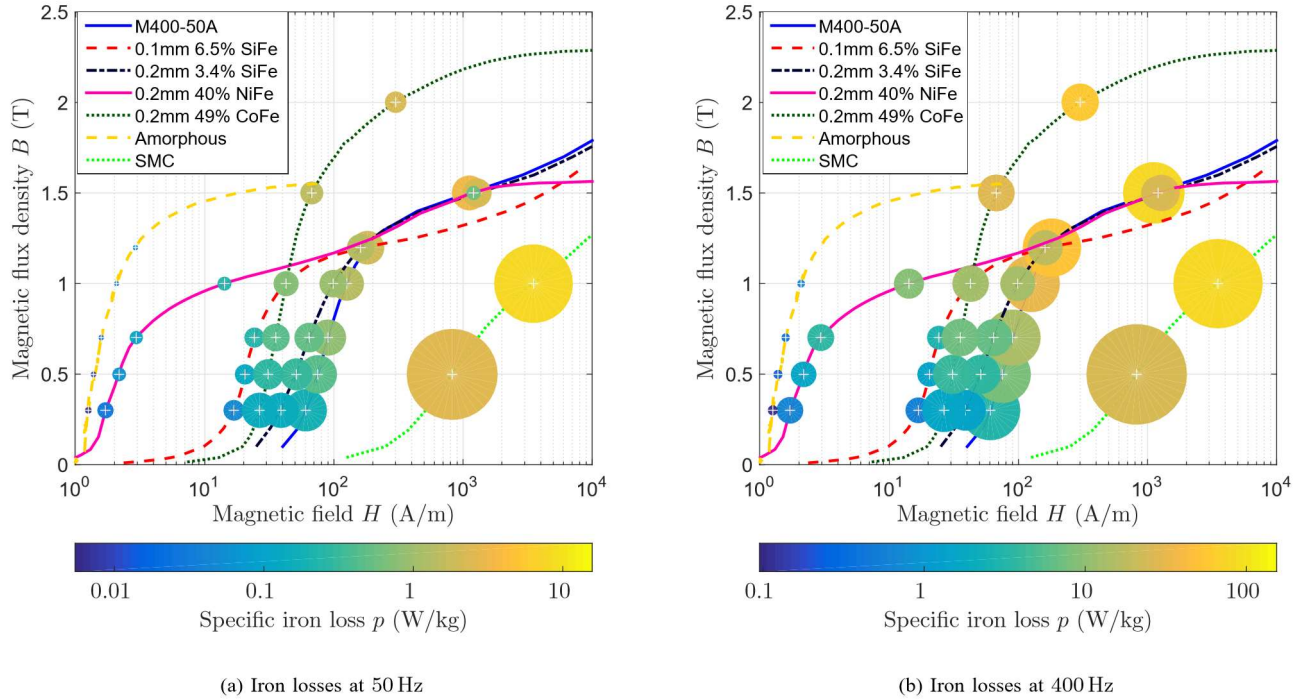 2.5
2
1.5
1
0.5
0
Magnetic flux density B (T)
M400-50A
0.1mm 6.5% SiFe
0.2mm 3.4% SiFe
0.2mm 40% NiFe
0.2mm 49% CoFe
Amorphous
SMC
10^0 10^1 10^2 10^3 10^4
Magnetic field H (A/m)
0.01 0.1 1 10
Specific iron loss p (W/kg)
(a) Iron losses at 50 Hz
2.5
2
1.5
1
0.5
0
Magnetic flux density B (T)
M400-50A
0.1mm 6.5% SiFe
0.2mm 3.4% SiFe
0.2mm 40% NiFe
0.2mm 49% CoFe
Amorphous
SMC
10^0 10^1 10^2 10^3 10^4
Magnetic field H (A/m)
0.1 1 10 100
Specific iron loss p (W/kg)
(b) Iron losses at 400 Hz